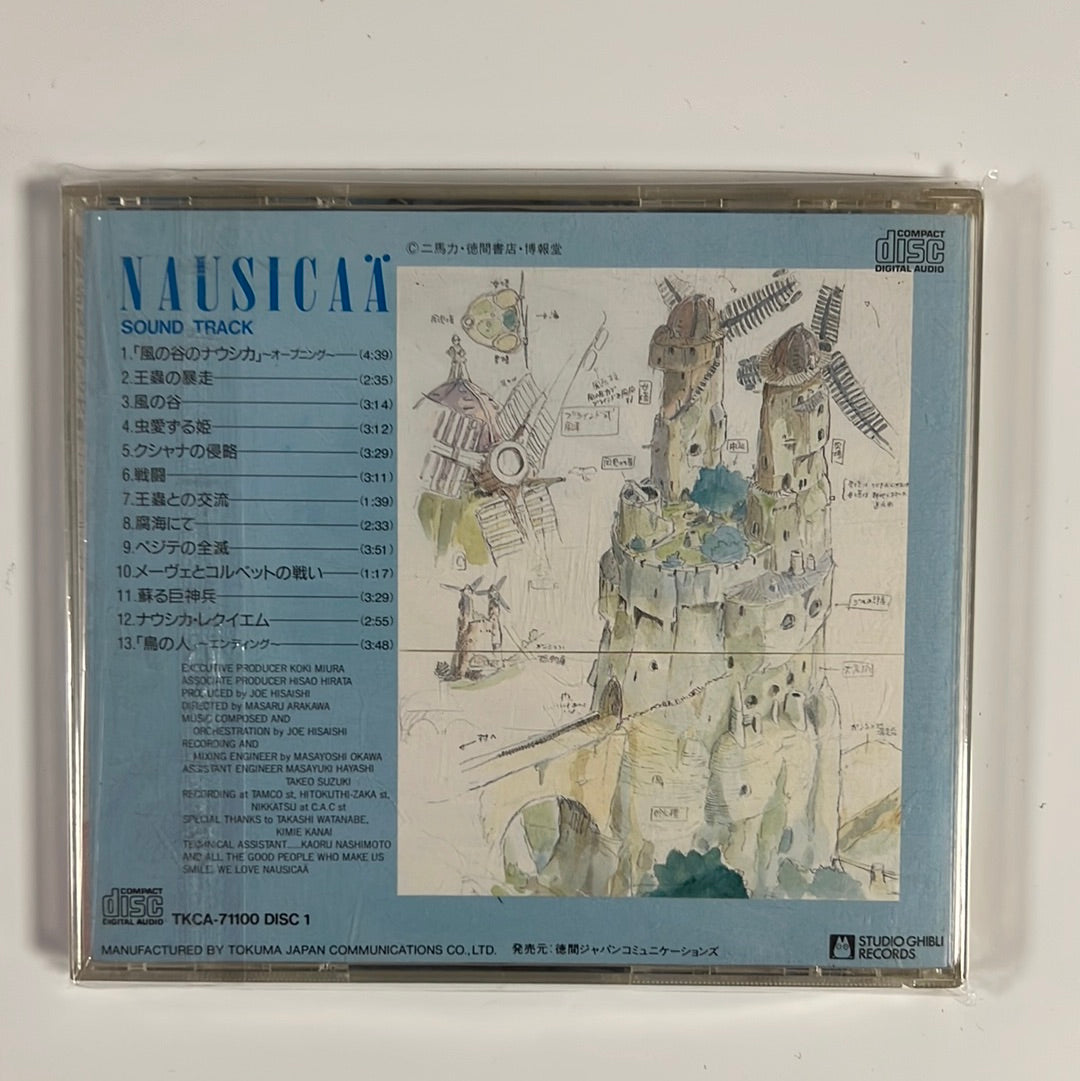 ©二馬力・徳間書店・博報堂
COMPACT
disc
DIGITAL AUDIO
NAUSICAÄ
SOUND TRACK
1.「風の谷のナウシカ」〜オープニング〜——(4:39)
2.王蟲の暴走——(2:35)
3.風の谷——(3:14)
4.虫愛ずる姫——(3:12)
5.クシャナの侵略——(3:29)
6.戦闘——(3:11)
7.王蟲との交流——(1:39)
8.腐海にて——(2:33)
9.ペジテの全滅——(3:51)
10.メーヴェとコルベットの戦い——(1:17)
11.蘇る巨神兵——(3:29)
12.ナウシカ・レクイエム——(2:55)
13.「鳥の人」〜エンディング〜——(3:48)
EXECUTIVE PRODUCER KOKI MIURA
ASSOCIATE PRODUCER HISAO HIRATA
PRODUCED by JOE HISAISHI
DIRECTED by MASARU ARAKAWA
MUSIC COMPOSED AND
ORCHESTRATION by JOE HISAISHI
RECORDING AND
MIXING ENGINEER by MASAYOSHI OKAWA
ASSISTANT ENGINEER MASAYUKI HAYASHI
TAKEO SUZUKI
RECORDING at TAMCO st, HITOKUTHI-ZAKA st,
NIKKATSU at C.A.C st
SPECIAL THANKS to TAKASHI WATANABE,
KIMIE KANAI
TECHNICAL ASSISTANT......KAORU NASHIMOTO
AND ALL THE GOOD PEOPLE WHO MAKE US
SMILE. WE LOVE NAUSICAÄ
COMPACT
disc
DIGITAL AUDIO
TKCA-71100 DISC 1
MANUFACTURED BY TOKUMA JAPAN COMMUNICATIONS CO.,LTD. 発売元:徳間ジャパンコミュニケーションズ
STUDIO GHIBLI
RECORDS